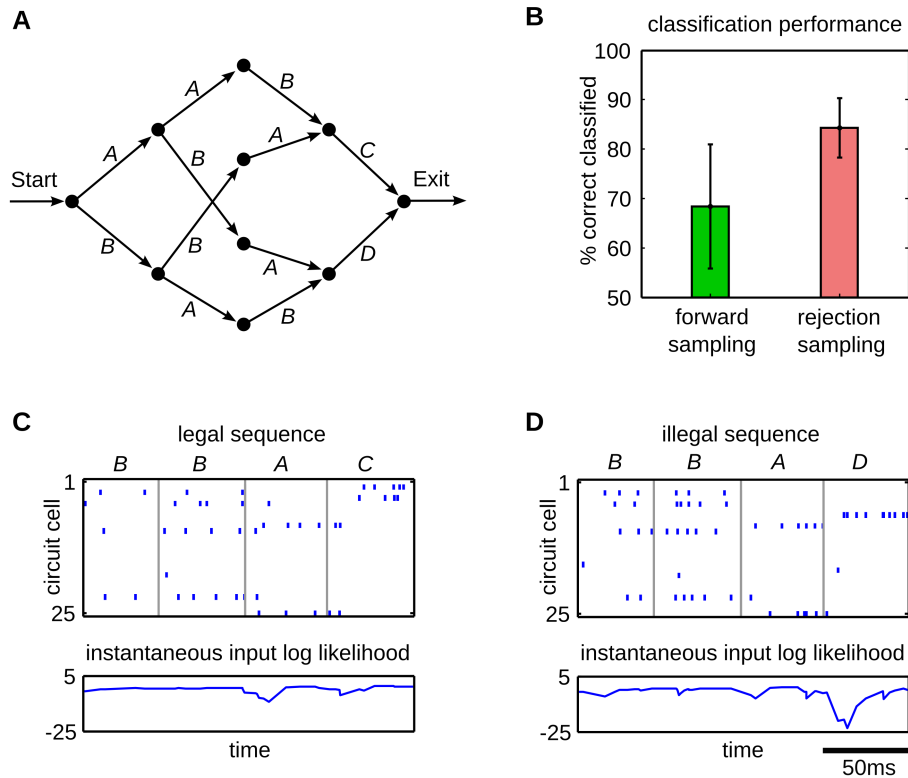 A
Start
A
B
A
B
B
A
B
A
A
B
C
D
Exit
B
classification performance
% correct classified
100
90
80
70
60
50
forward
sampling
rejection
sampling
C
legal sequence
B B A C
circuit cell
1
25
instantaneous input log likelihood
5
-25
time
D
illegal sequence
B B A D
circuit cell
1
25
instantaneous input log likelihood
5
-25
time
50ms